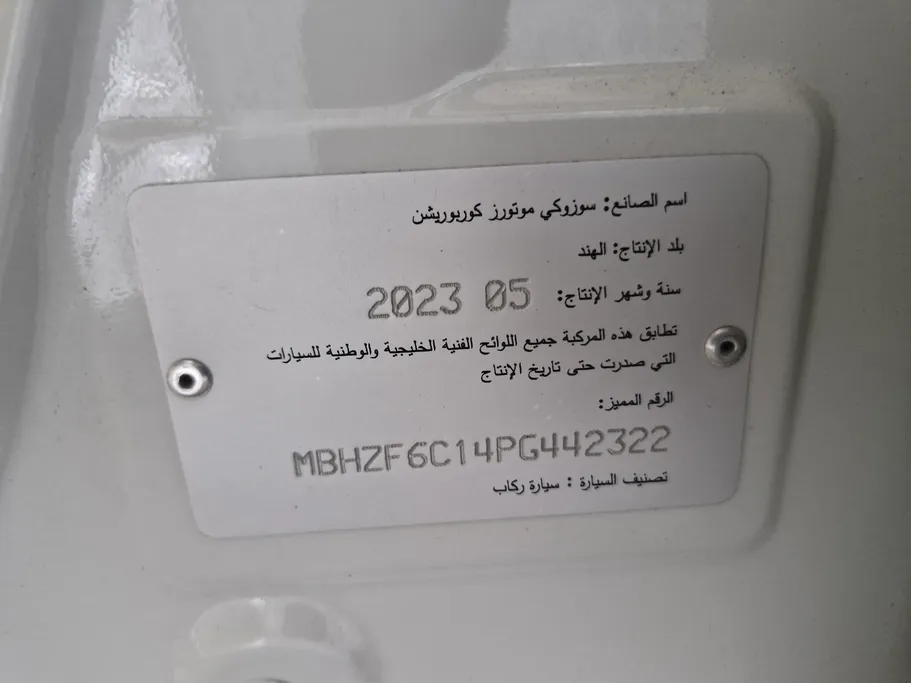 اسم الصانع: سوزوكي موتورز كوربوريشن
بلد الإنتاج: الهند
سنة وشهر الإنتاج: 2023 05
تطابق هذه المركبة جميع اللوائح الفنية الخليجية والوطنية للسيارات
التي صدرت حتى تاريخ الإنتاج
الرقم المميز:
MBHZF6C14PG442322
تصنيف السيارة : سيارة ركاب